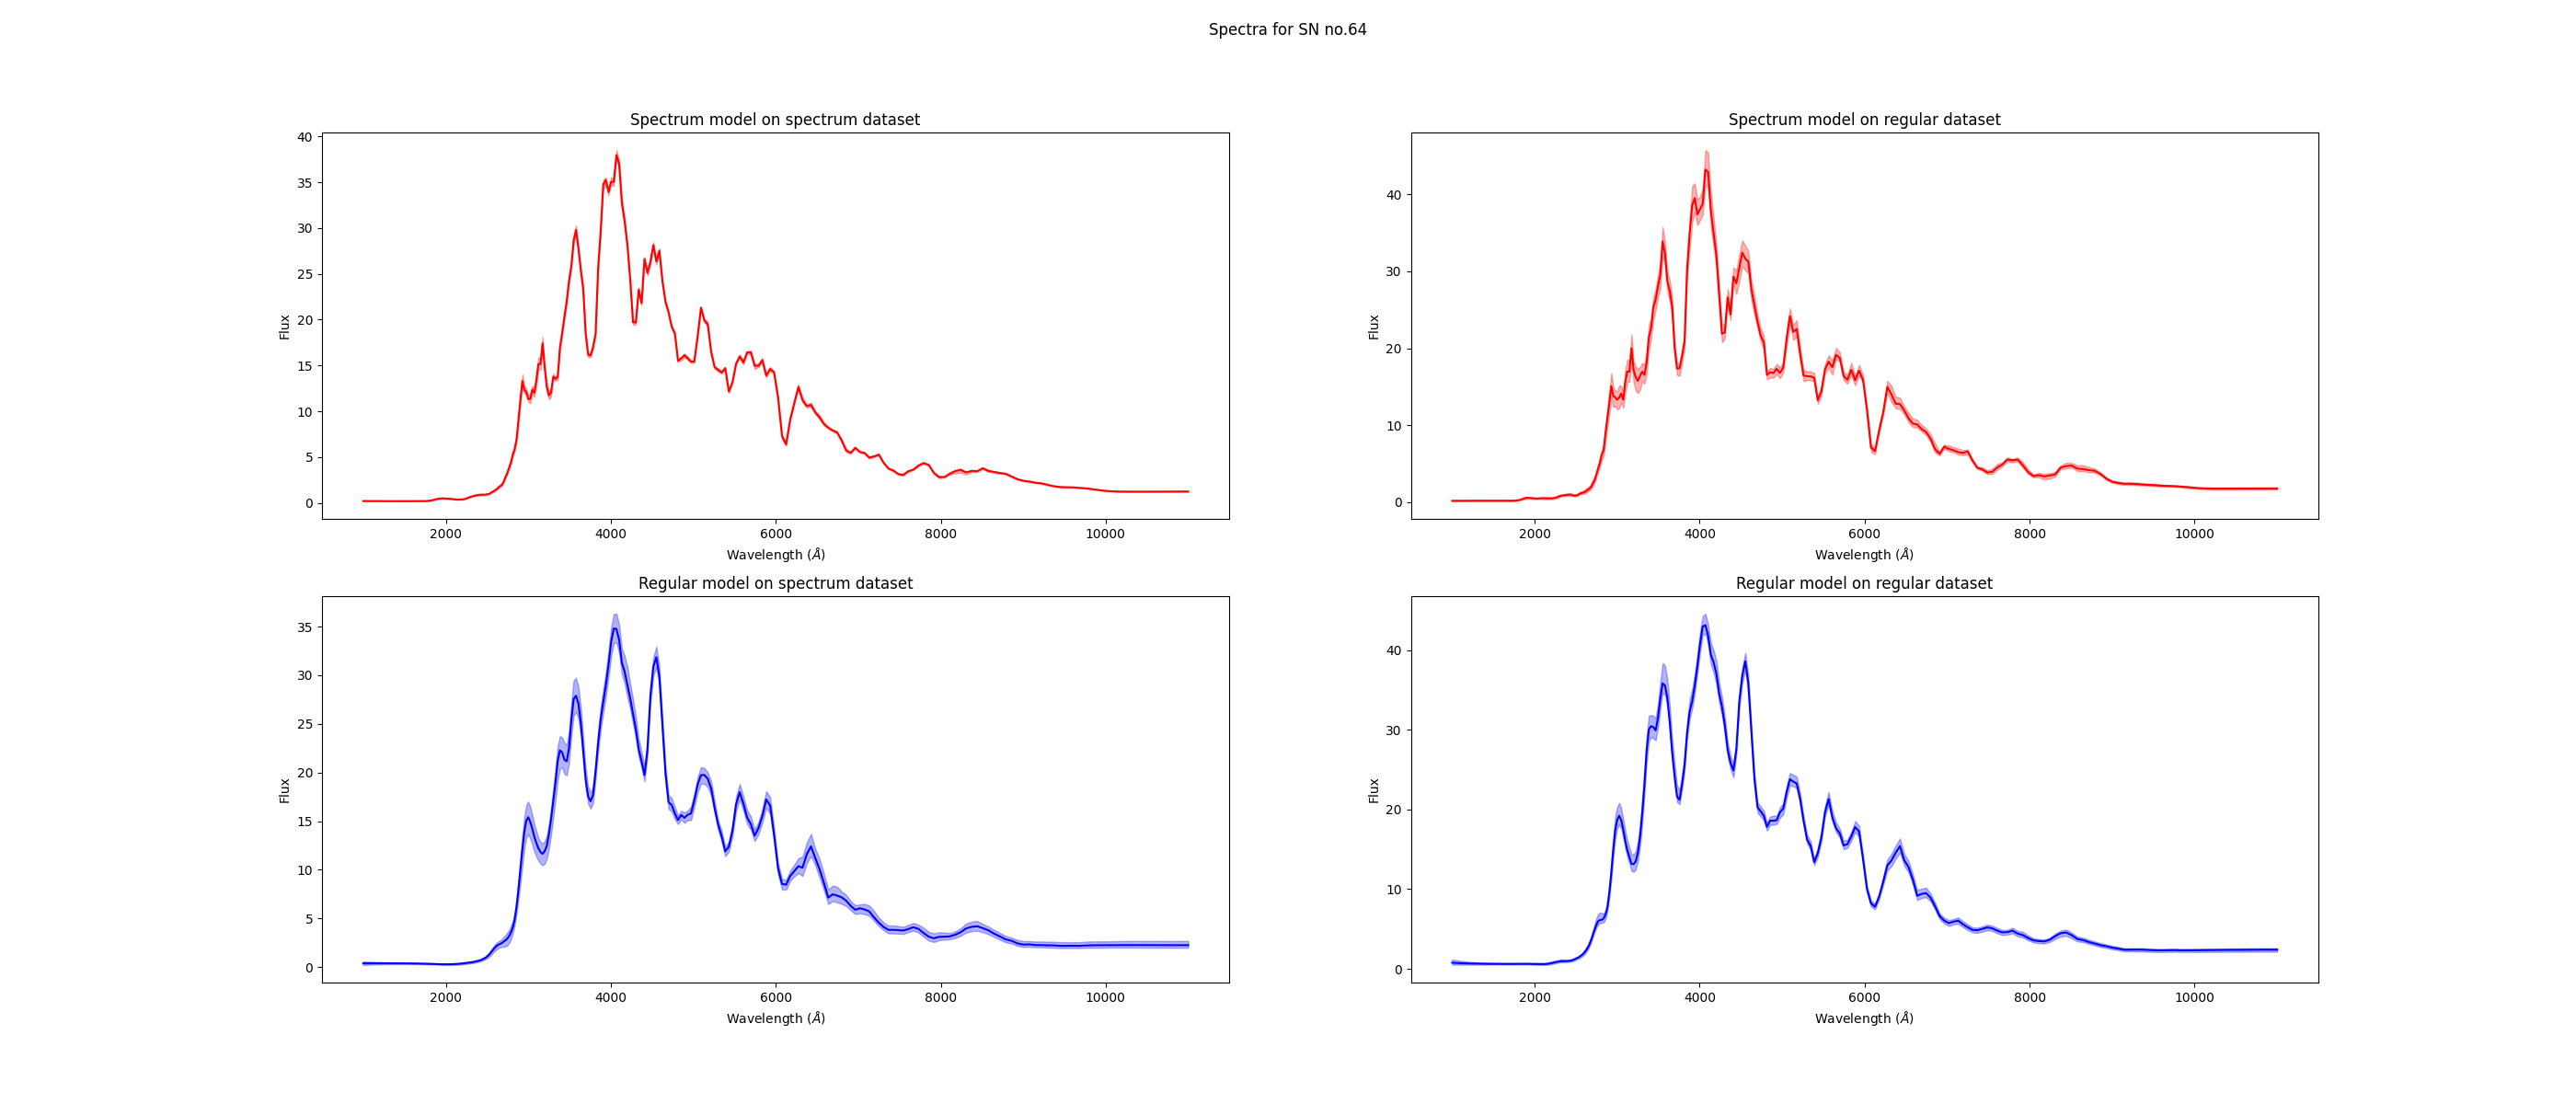 Spectra for SN no.64
Spectrum model on spectrum dataset
40
35
30
25
20
15
10
5
0
Flux
2000 4000 6000 8000 10000
Wavelength (Å)
Spectrum model on regular dataset
40
30
20
10
0
Flux
2000 4000 6000 8000 10000
Wavelength (Å)
Regular model on spectrum dataset
35
30
25
20
15
10
5
0
Flux
2000 4000 6000 8000 10000
Wavelength (Å)
Regular model on regular dataset
40
30
20
10
0
Flux
2000 4000 6000 8000 10000
Wavelength (Å)